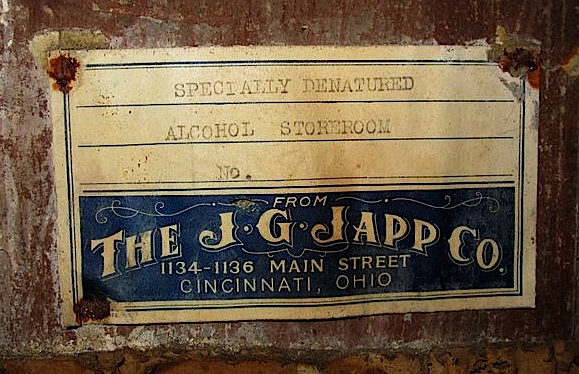 SPECIALLY DENATURED
ALCOHOL STOREROOM
No.
FROM
THE J.G. JAPP CO.
1134-1136 MAIN STREET
CINCINNATI, OHIO